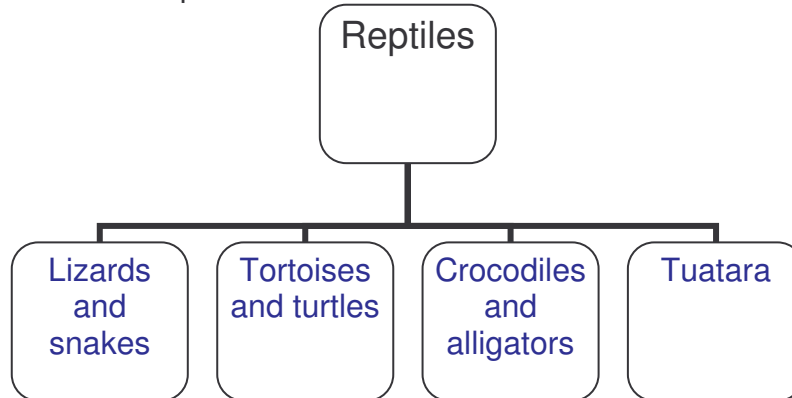 Reptiles
Lizards
and
snakes
Tortoises
and turtles
Crocodiles
and
alligators
Tuatara